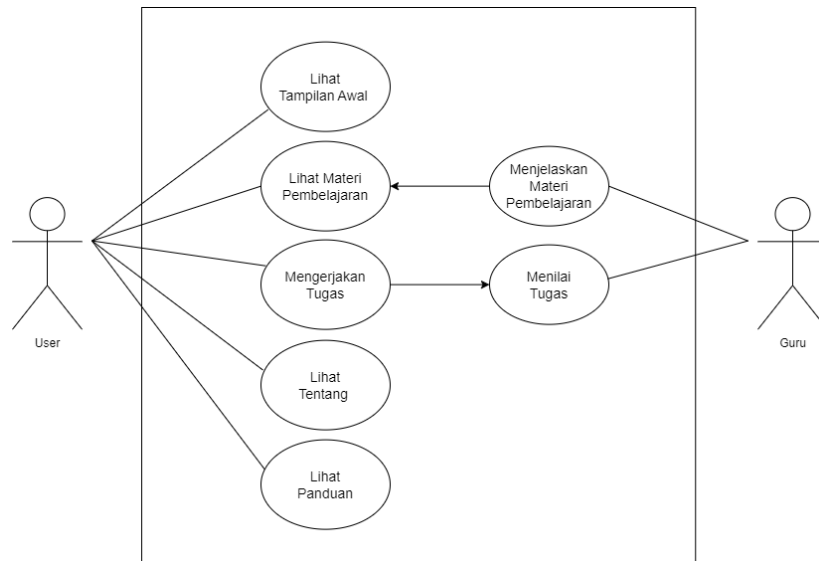 Lihat
Tampilan Awal
Lihat Materi
Pembelajaran
Menjelaskan
Materi
Pembelajaran
Mengerjakan
Tugas
Menilai
Tugas
User
Guru
Lihat
Tentang
Lihat
Panduan